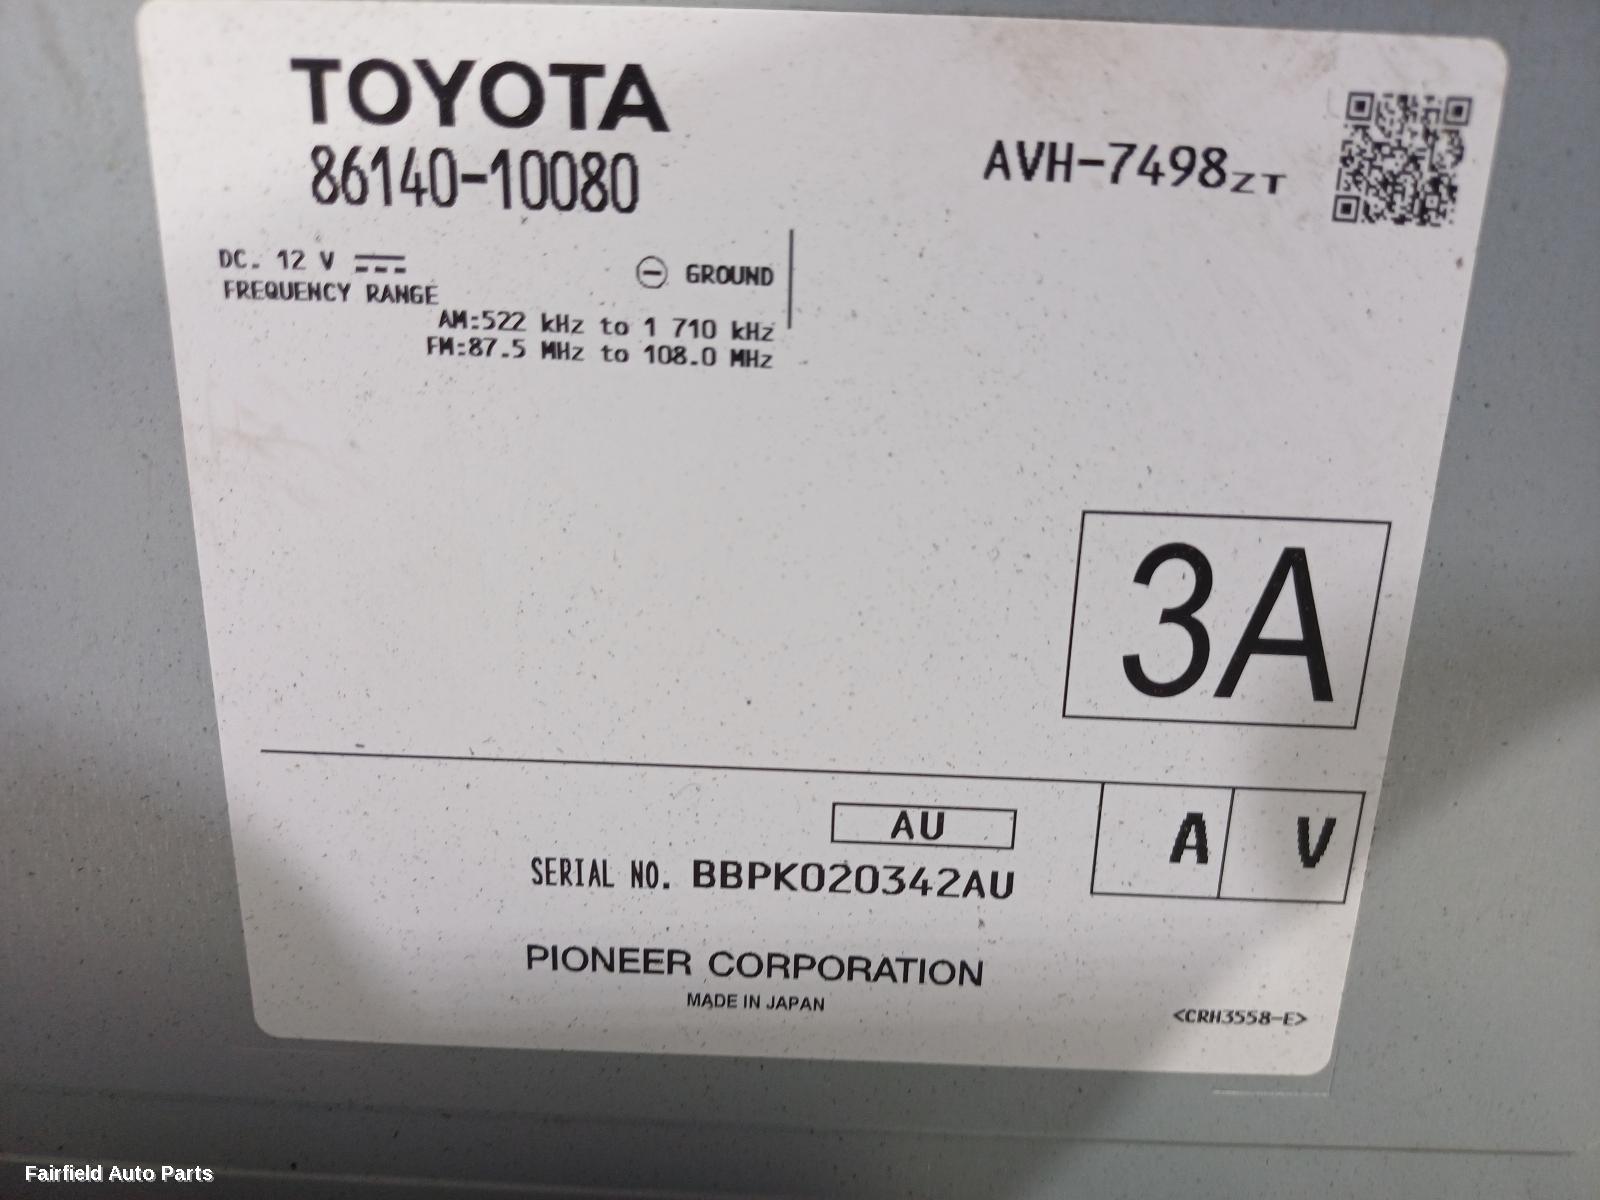 TOYOTA
86140-10080
AVH-7498ZT
DC. 12 V
GROUND
FREQUENCY RANGE
AM:522 kHz to 1 710 kHz
FM:87.5 MHz to 108.0 MHz
3A
AU
A V
SERIAL NO. BBPK020342AU
PIONEER CORPORATION
MADE IN JAPAN
<CRH3558-E>
Fairfield Auto Parts